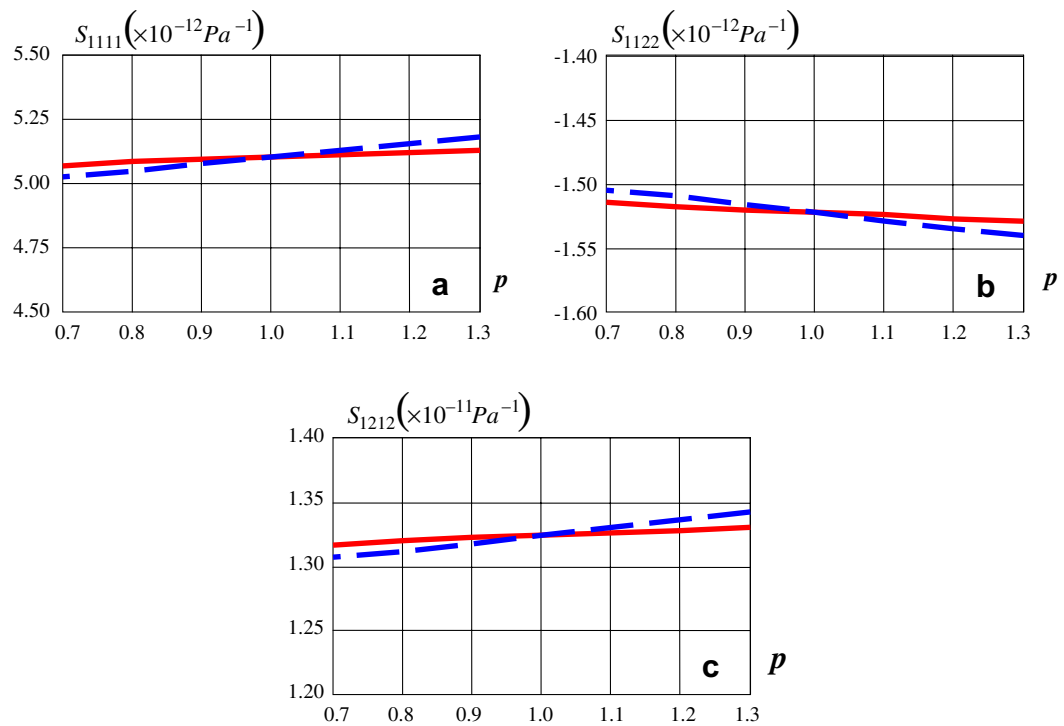 S1111(×10−12Pa−1)
5.50
5.25
5.00
4.75
4.50
a p
0.7 0.8 0.9 1.0 1.1 1.2 1.3
S1122(×10−12Pa−1)
-1.40
-1.45
-1.50
-1.55
-1.60
b p
0.7 0.8 0.9 1.0 1.1 1.2 1.3
S1212(×10−11Pa−1)
1.40
1.35
1.30
1.25
1.20
c p
0.7 0.8 0.9 1.0 1.1 1.2 1.3